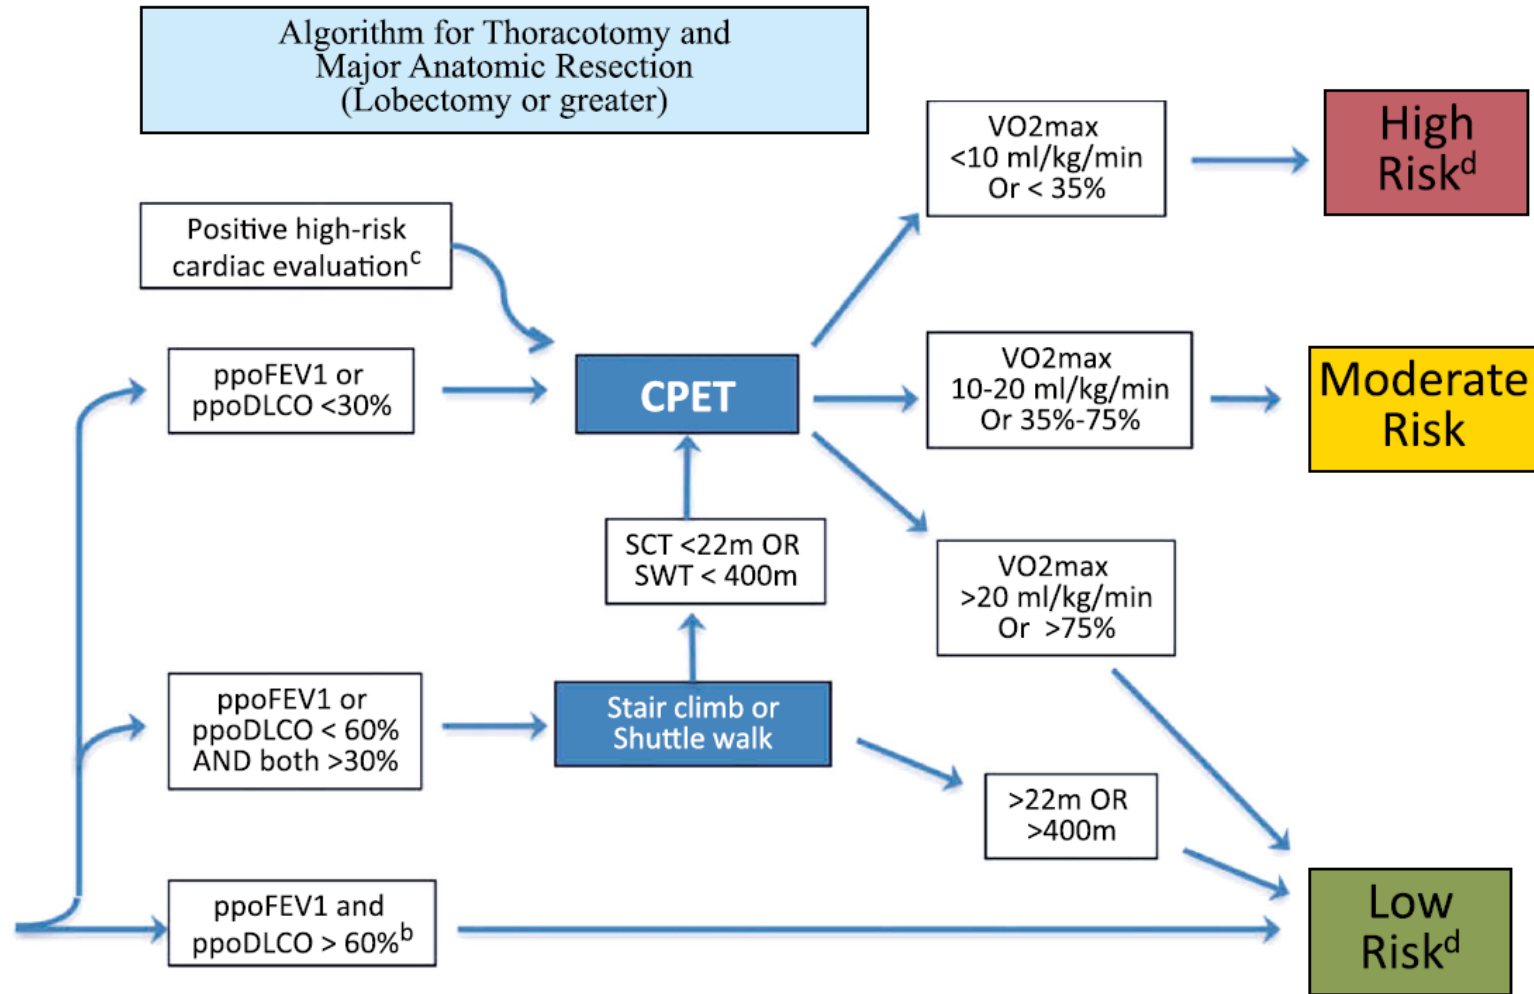 Algorithm for Thoracotomy and
Major Anatomic Resection
(Lobectomy or greater)
Positive high-risk
cardiac evaluationᶜ
ppoFEV1 or
ppoDLCO <30%
CPET
VO2max
<10 ml/kg/min
Or < 35%
High
Riskᵈ
VO2max
10-20 ml/kg/min
Or 35%-75%
Moderate
Risk
SCT <22m OR
SWT < 400m
VO2max
>20 ml/kg/min
Or >75%
ppoFEV1 or
ppoDLCO < 60%
AND both >30%
Stair climb or
Shuttle walk
>22m OR
>400m
ppoFEV1 and
ppoDLCO > 60%ᵇ
Low
Riskᵈ